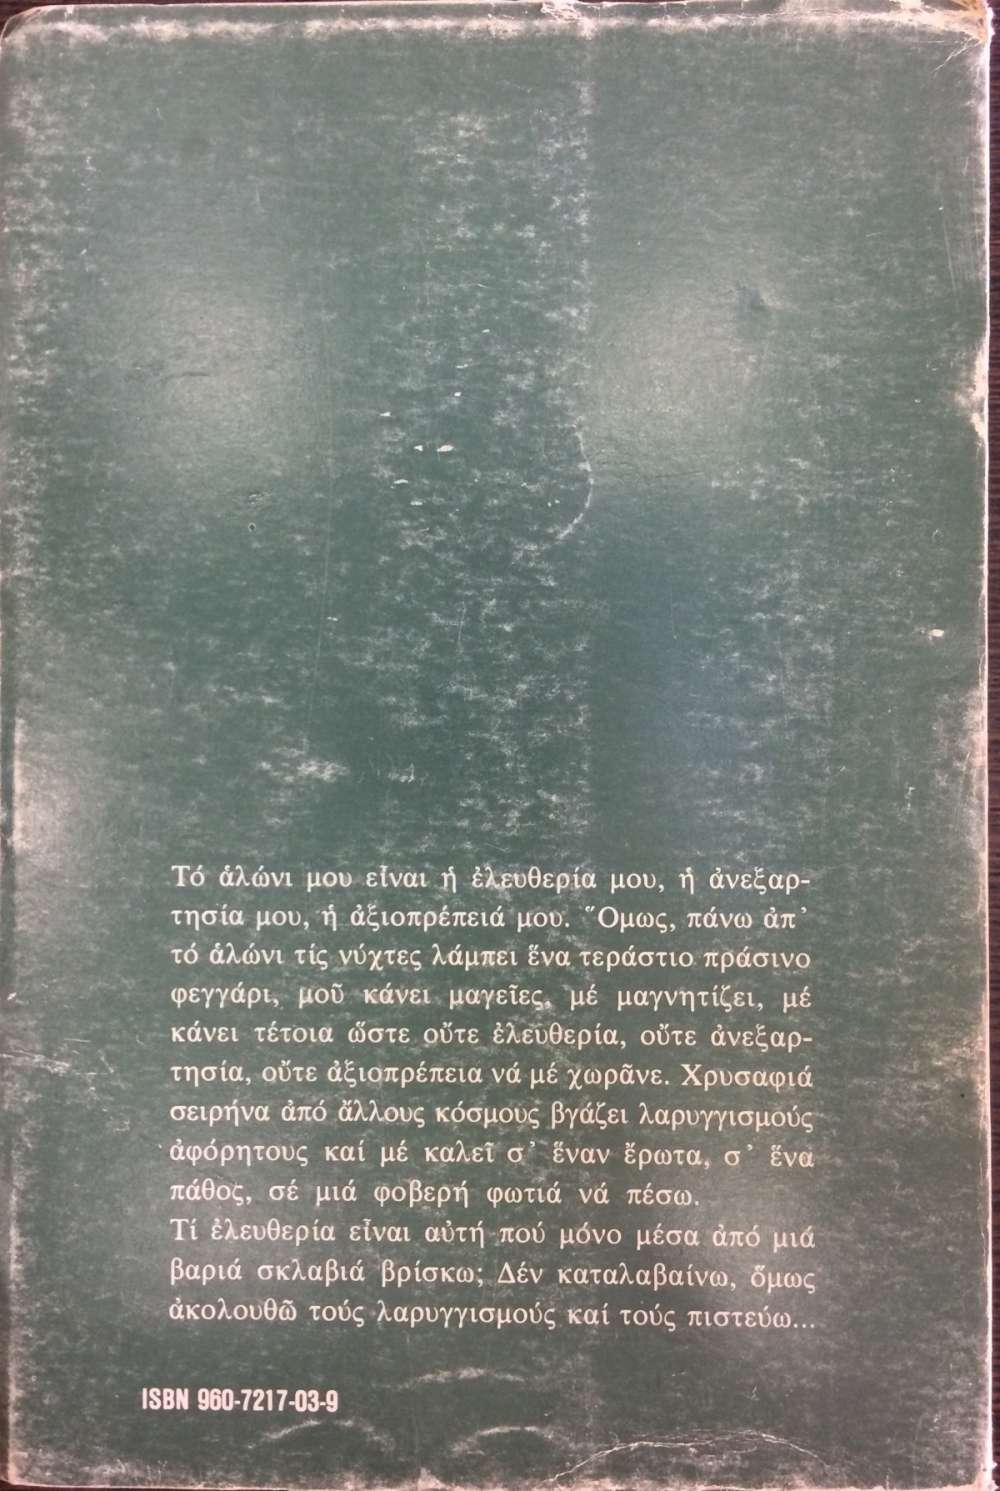 Τό ἁλώνι μου εἶναι ἡ ἐλευθερία μου, ἡ ἀνεξαρ-
τησία μου, ἡ ἀξιοπρέπειά μου. Ὅμως, πάνω ἀπ'
τό ἁλώνι τίς νύχτες λάμπει ἕνα τεράστιο πράσινο
φεγγάρι, μοῦ κάνει μαγεῖες, μέ μαγνητίζει, μέ
κάνει τέτοια ὥστε οὔτε ἐλευθερία, οὔτε ἀνεξαρ-
τησία, οὔτε ἀξιοπρέπεια νά μέ χωρᾶνε. Χρυσαφιά
σειρήνα ἀπό ἄλλους κόσμους βγάζει λαρυγγισμούς
ἀφόρητους καί μέ καλεῖ σ' ἕναν ἔρωτα, σ' ἕνα
πάθος, σέ μιά φοβερή φωτιά νά πέσω.
Τί ἐλευθερία εἶναι αὐτή πού μόνο μέσα ἀπό μιά
βαριά σκλαβιά βρίσκω; Δέν καταλαβαίνω, ὅμως
ἀκολουθῶ τούς λαρυγγισμούς καί τούς πιστεύω...
ISBN 960-7217-03-9